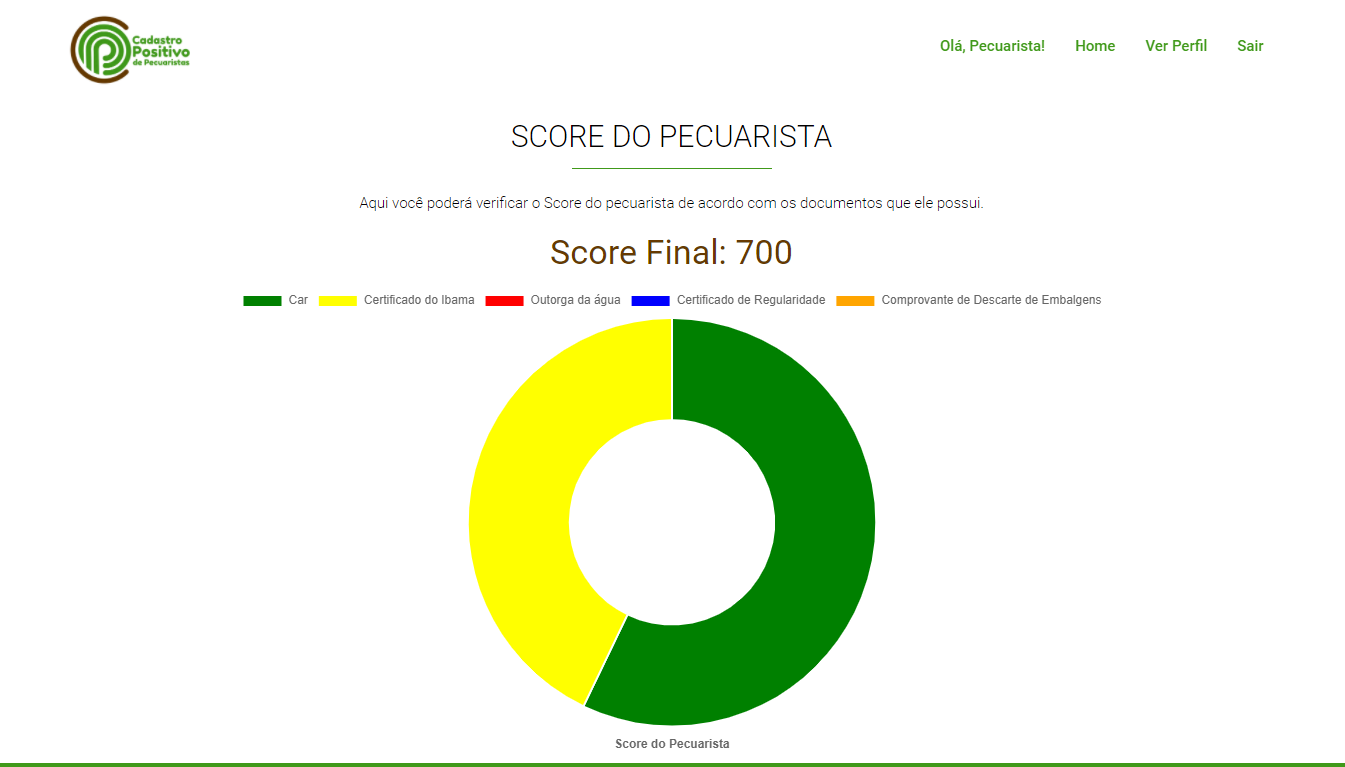 Cadastro
Positivo
de Pecuaristas
Olá, Pecuarista! Home Ver Perfil Sair
SCORE DO PECUARISTA
Aqui você poderá verificar o Score do pecuarista de acordo com os documentos que ele possui.
Score Final: 700
Car Certificado do Ibama Outorga da água Certificado de Regularidade Comprovante de Descarte de Embalgens
Score do Pecuarista